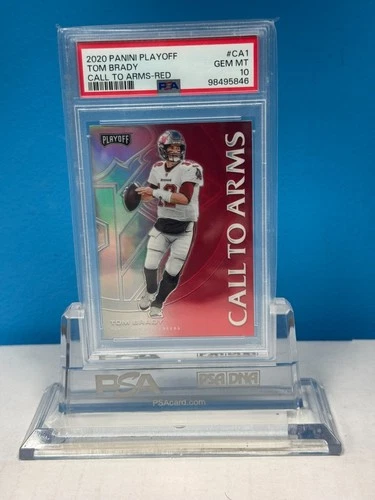 2020 PANINI PLAYOFF #CA1
TOM BRADY GEM MT
CALL TO ARMS-RED 10
PSA 98495846
PLAYOFF
12
CALL TO ARMS
TOM BRADY
PSA PSA/DNA
PSAcard.com